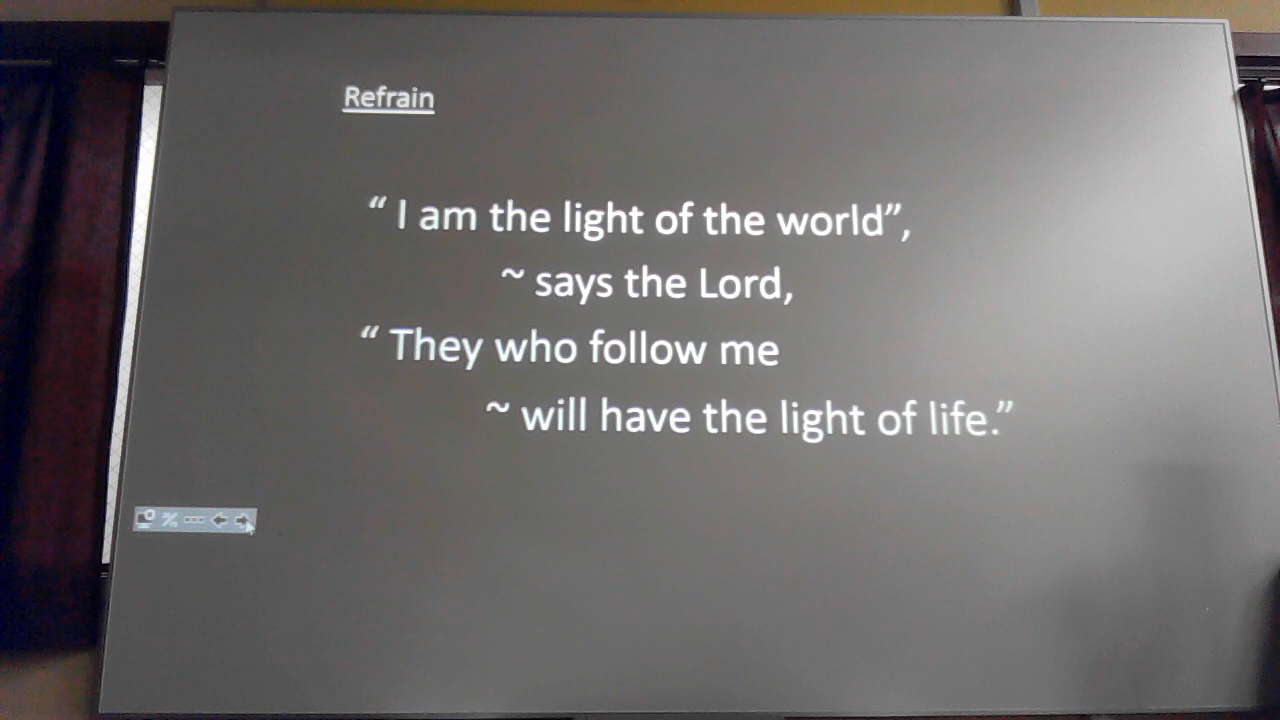 Refrain
“ I am the light of the world”,
~ says the Lord,
“ They who follow me
~ will have the light of life.”